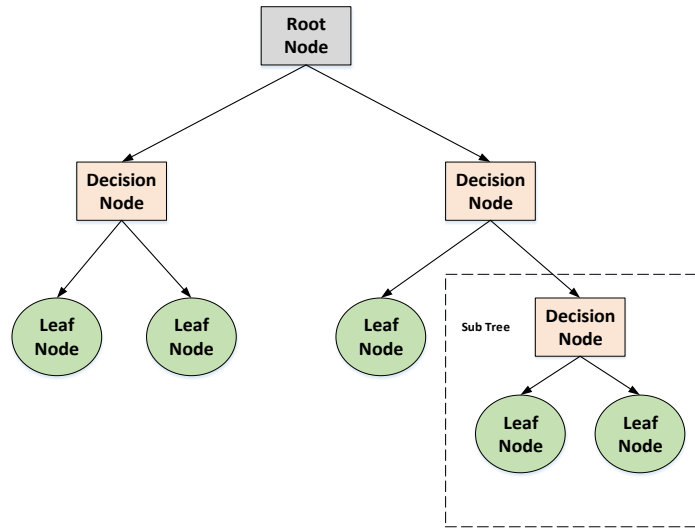 Root
Node
Decision
Node
Decision
Node
Leaf
Node
Leaf
Node
Leaf
Node
Sub Tree
Decision
Node
Leaf
Node
Leaf
Node